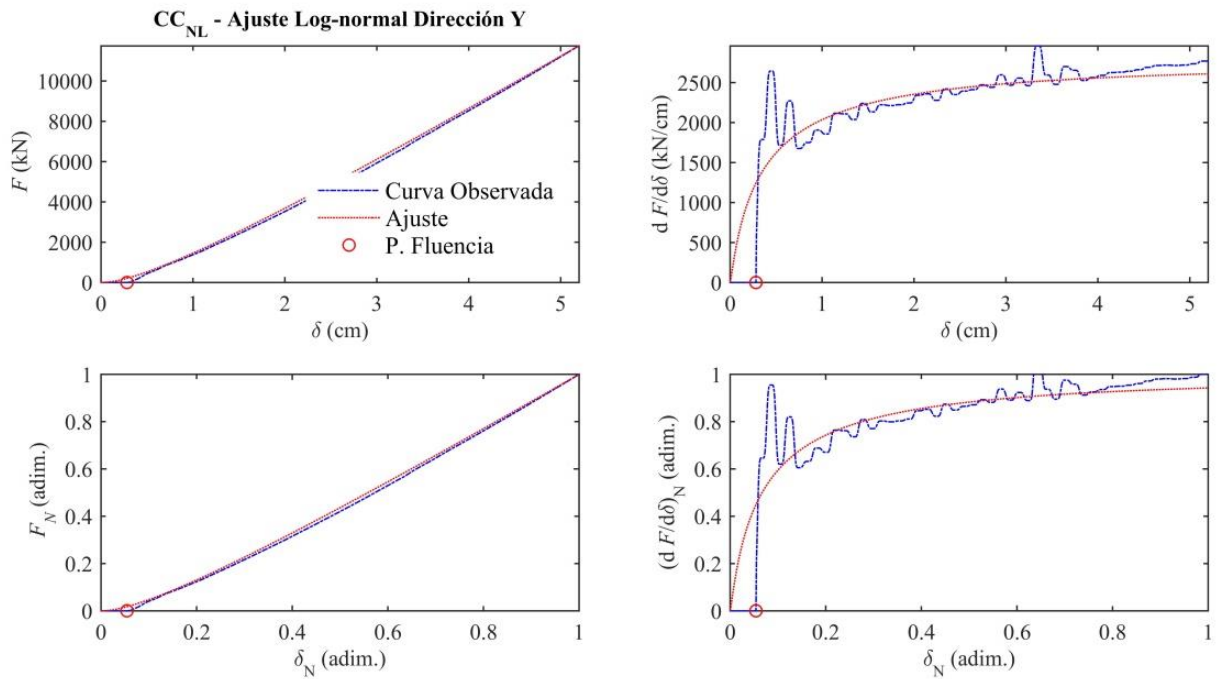 CC_NL - Ajuste Log-normal Dirección Y
10000
8000
6000
4000
2000
0
F (kN)
0 1 2 3 4 5
δ (cm)
Curva Observada
Ajuste
P. Fluencia
2500
2000
1500
1000
500
0
d F/dδ (kN/cm)
0 1 2 3 4 5
δ (cm)
1
0.8
0.6
0.4
0.2
0
F_N (adim.)
0 0.2 0.4 0.6 0.8 1
δ_N (adim.)
1
0.8
0.6
0.4
0.2
0
(d F/dδ)_N (adim.)
0 0.2 0.4 0.6 0.8 1
δ_N (adim.)